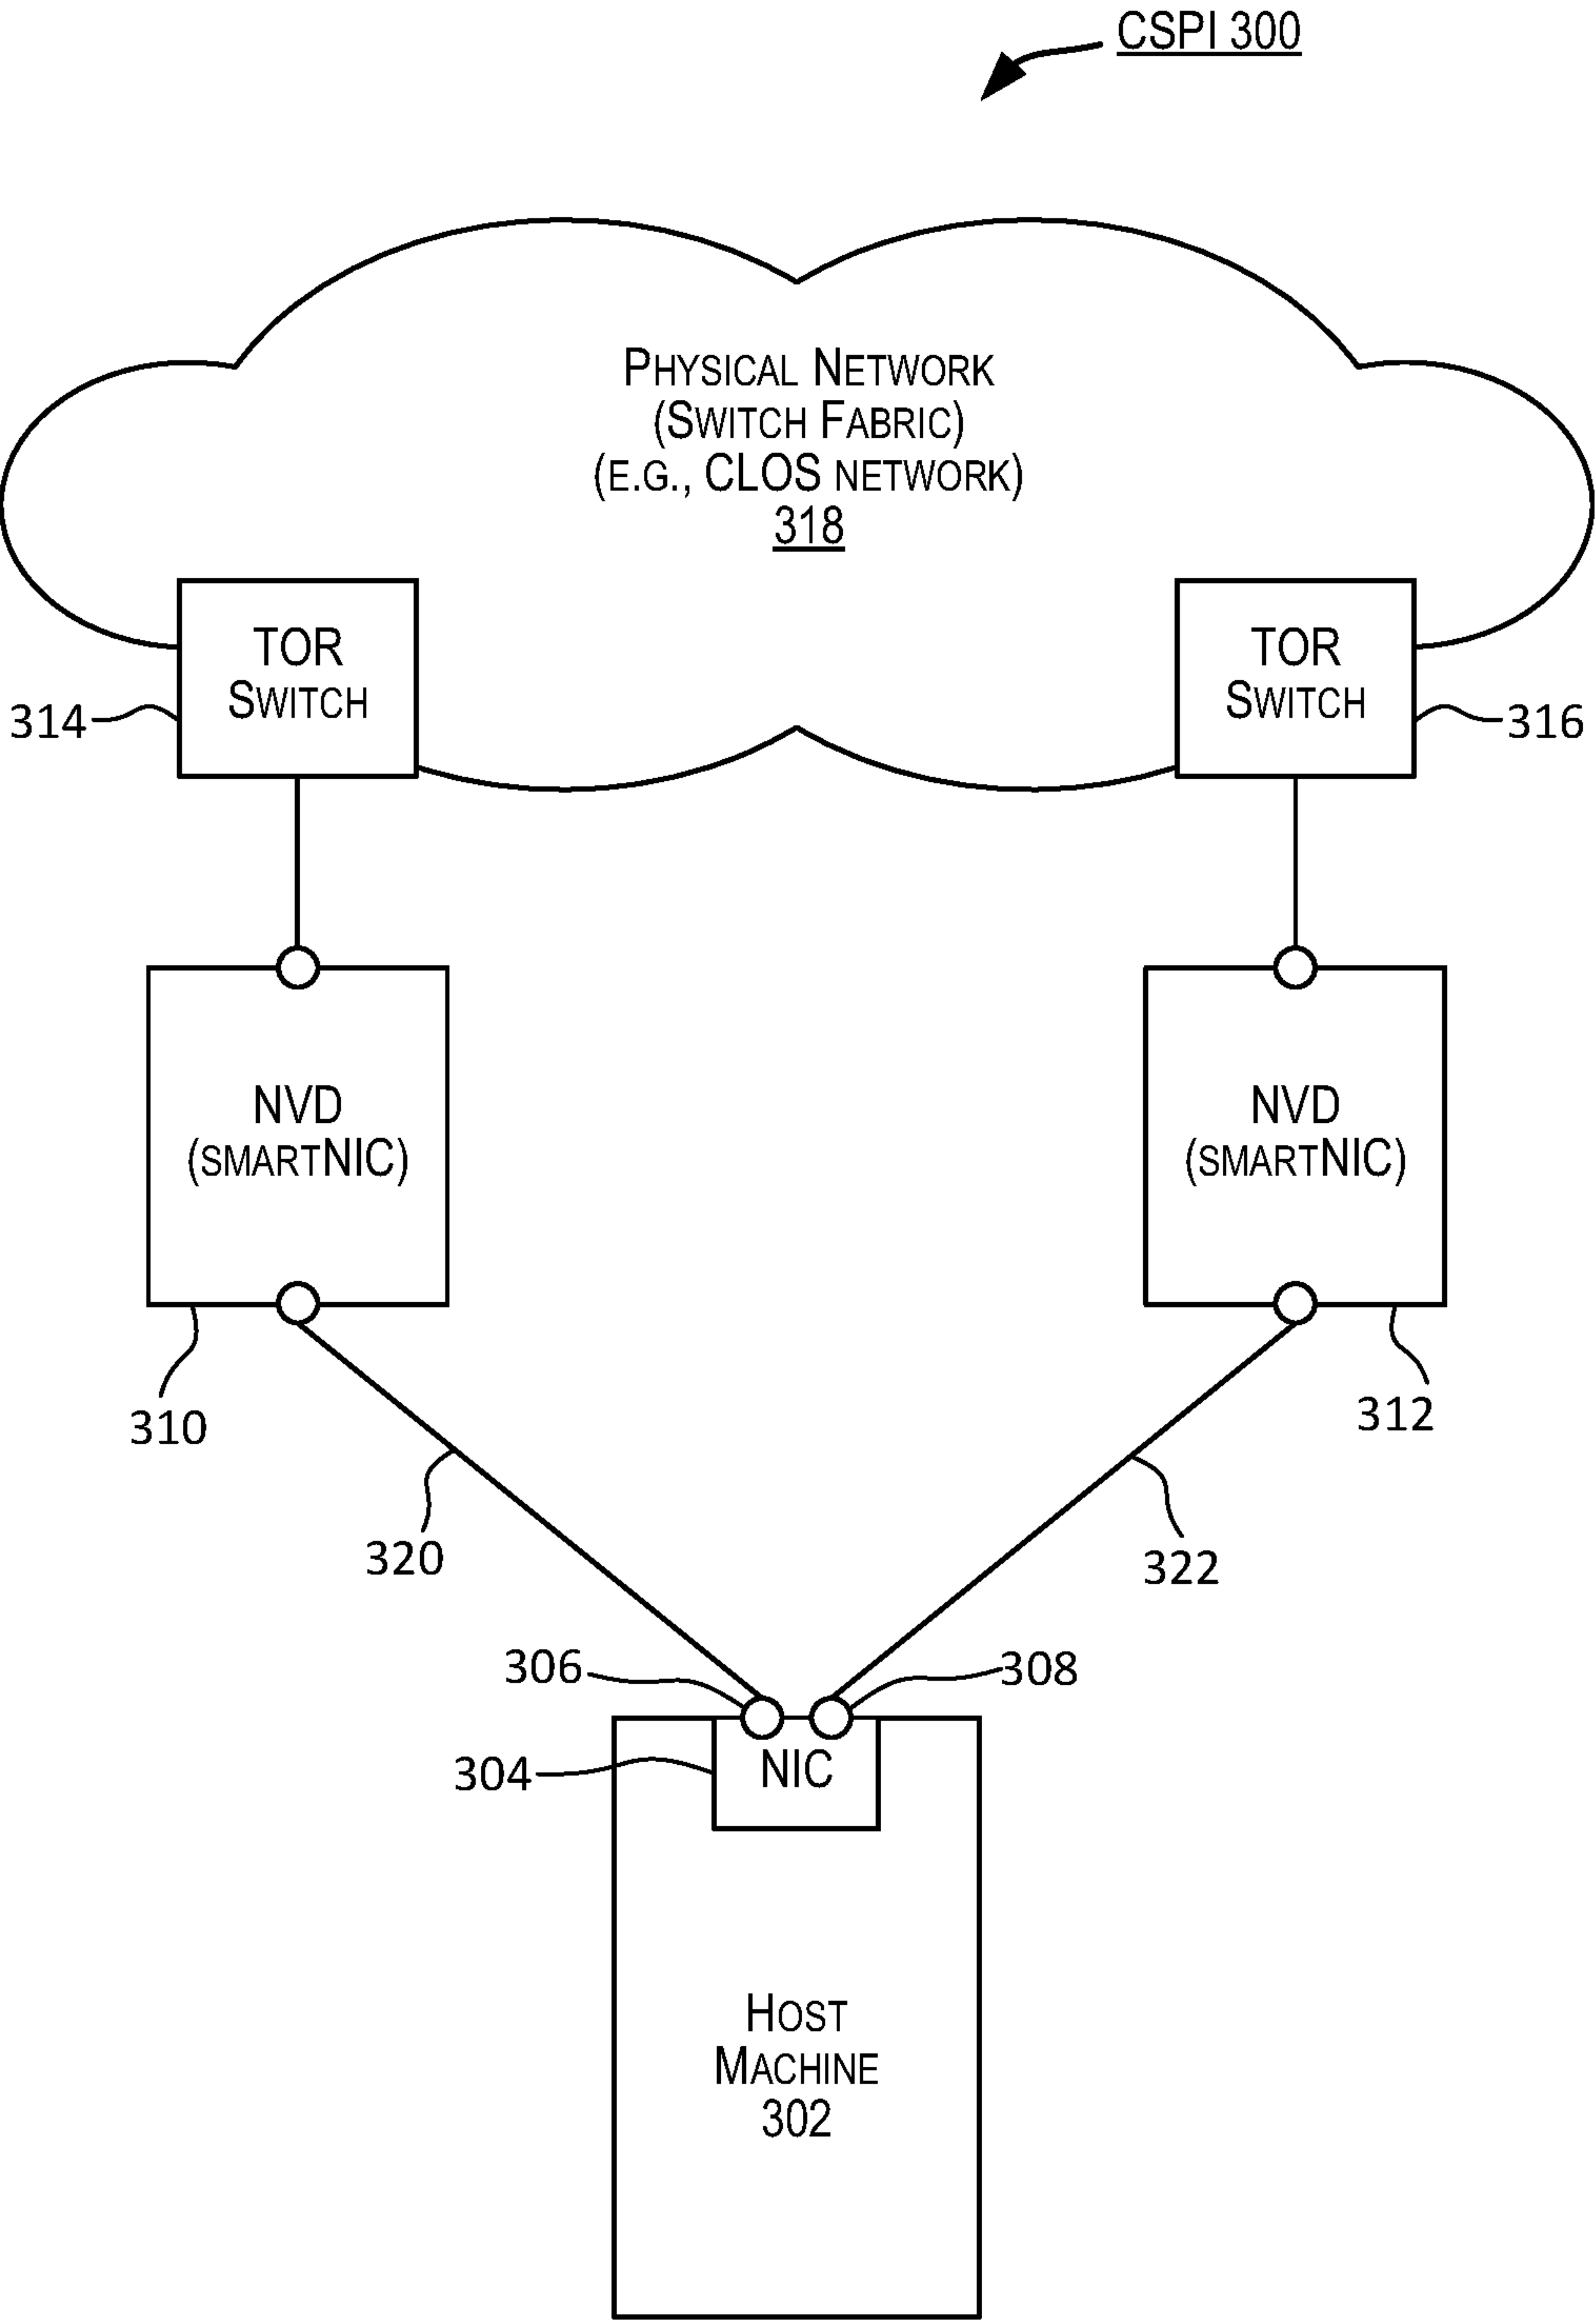 CSPI 300
PHYSICAL NETWORK
(SWITCH FABRIC)
(E.G., CLOS NETWORK)
318
TOR
SWITCH
314
TOR
SWITCH
316
NVD
(SMARTNIC)
NVD
(SMARTNIC)
310
312
320
322
306
308
304
NIC
HOST
MACHINE
302